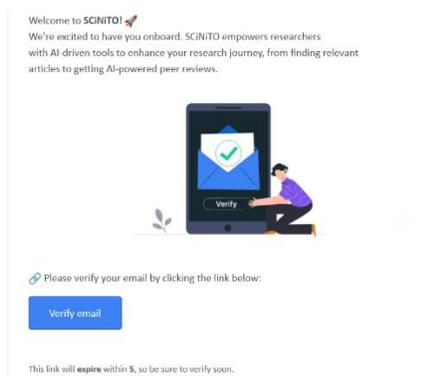 Welcome to SCiNiTO! 🚀
We're excited to have you onboard. SCiNiTO empowers researchers
with AI-driven tools to enhance your research journey, from finding relevant
articles to getting AI-powered peer reviews.
Verify
🔗 Please verify your email by clicking the link below:
Verify email
This link will expire within 5, so be sure to verify soon.